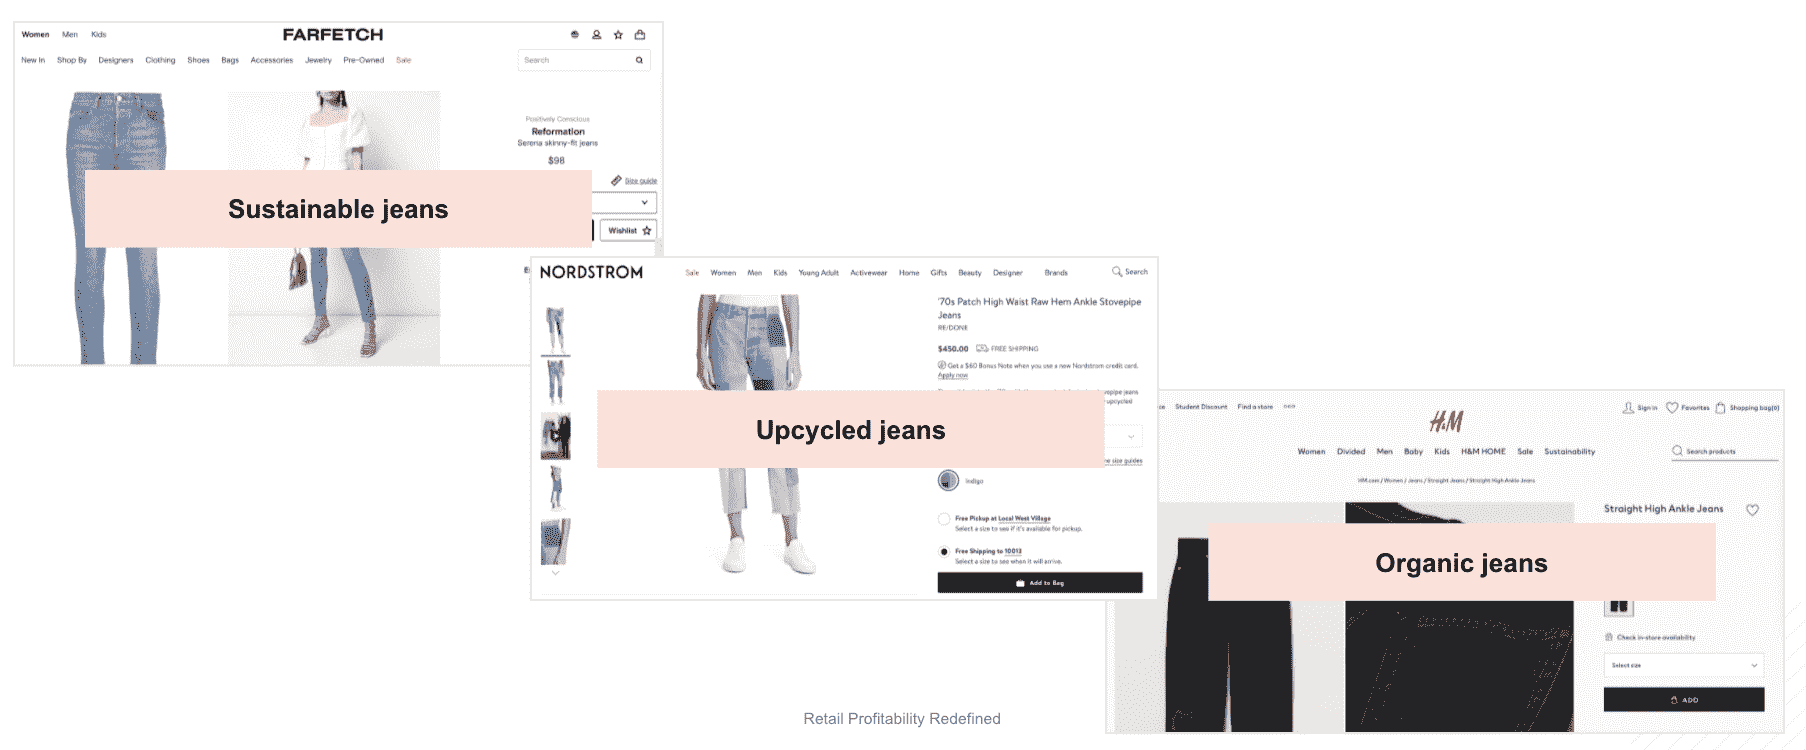 Women Men Kids
FARFETCH
New In Shop By Designers Clothing Shoes Bags Accessories Jewelry Pre-Owned Sale
Search
Positively Conscious
Reformation
Serena skinny-fit jeans
$98
Size guide
Wishlist
Sustainable jeans
NORDSTROM
Sale Women Men Kids Young Adult Activewear Home Gifts Beauty Designer Brands
Search
'70s Patch High Waist Raw Hem Ankle Stovepipe
Jeans
RE/DONE
$450.00 FREE SHIPPING
Get a $60 Bonus Note when you use a new Nordstrom credit card.
Apply now
jeans
upcycled
Upcycled jeans
size guides
Indigo
Free Pickup at Local West Village
Select a size to see if it's available for pickup.
Free Shipping to 10013
Select a size to see when it will arrive.
Add to Bag
Student Discount Find a store
H&M
Sign in Favorites Shopping bag(0)
Women Divided Men Baby Kids H&M HOME Sale Sustainability
Search products
HM.com / Women / Jeans / Straight Jeans / Straight High Ankle Jeans
Straight High Ankle Jeans
Organic jeans
Check in-store availability
Select size
ADD
Retail Profitability Redefined